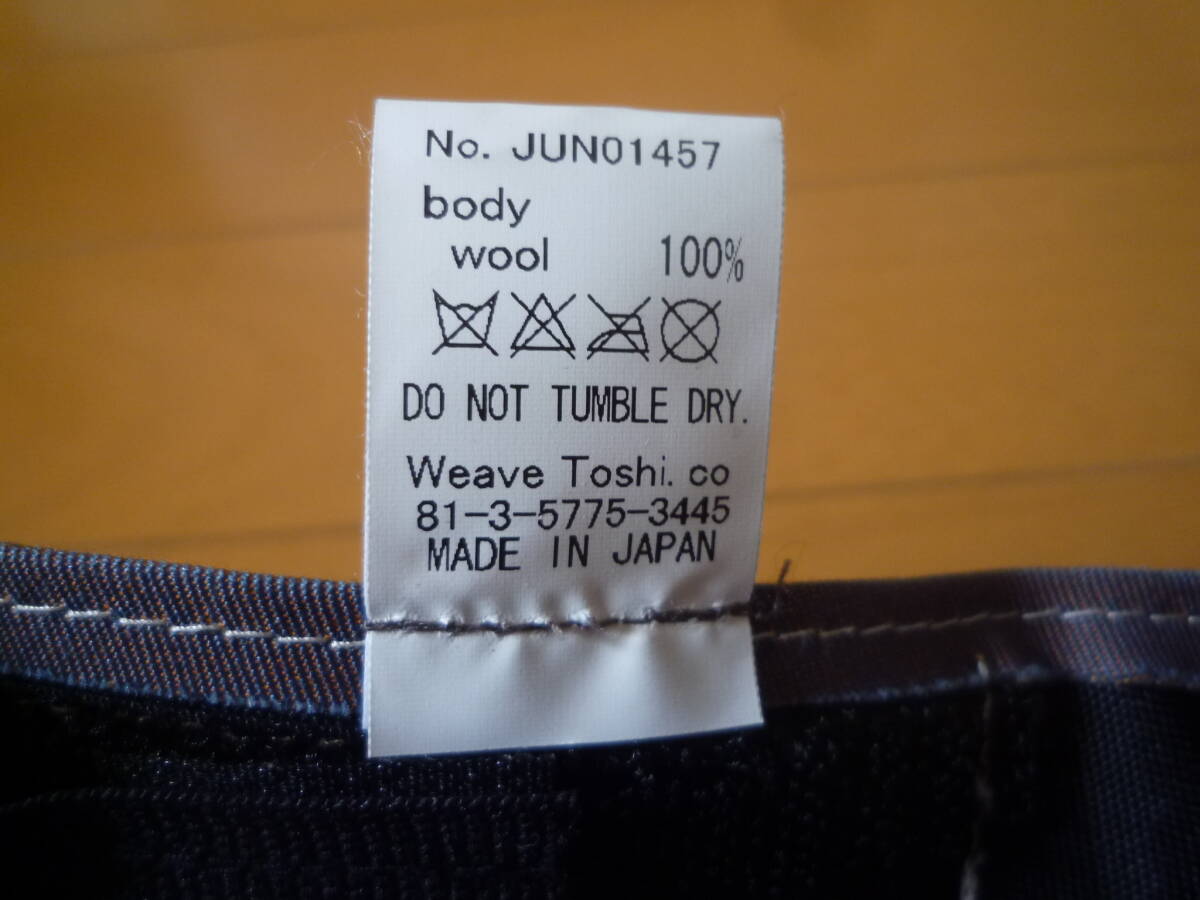 No. JUN01457
body
wool 100%
DO NOT TUMBLE DRY.
Weave Toshi. co
81-3-5775-3445
MADE IN JAPAN